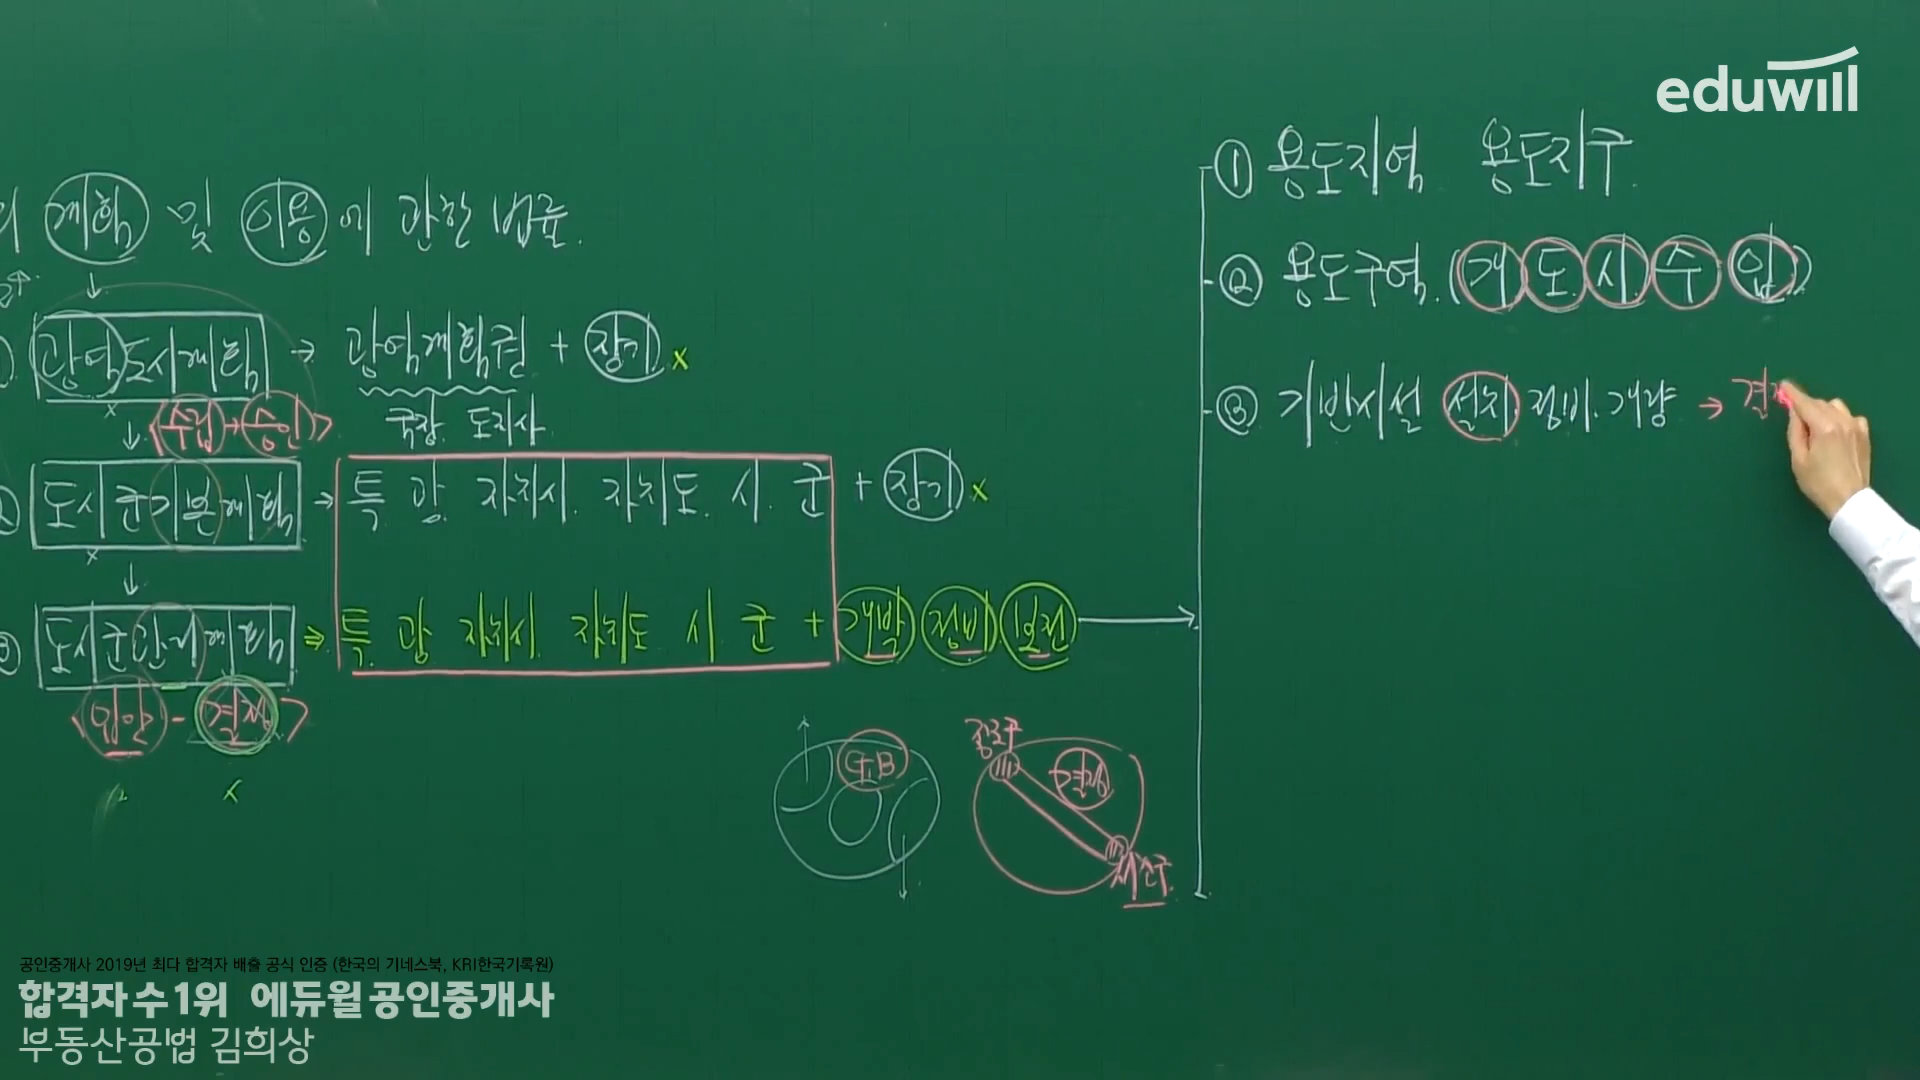 eduwill
의 계획 및 이용에 관한 법률.
광역도시계획 → 광역계획권 + 장기 x
<수립→승인>
국장. 도지사
도시군기본계획 → 특. 광. 자치시. 자치도. 시. 군 + 장기 x
도시군관리계획 ⇒ 특. 광 자치시. 자치도 시 군 + 개발 정비 보전 →
<입안 - 결정>
x
G.B
종로구
결정
서초구.
① 용도지역 용도지구.
② 용도구역. (개. 도. 시. 수. 입)
③ 기반시설 설치. 정비. 개량 → 결
공인중개사 2019년 최다 합격자 배출 공식 인증 (한국의 기네스북, KRI한국기록원)
합격자 수 1위 에듀윌 공인중개사
부동산공법 김희상